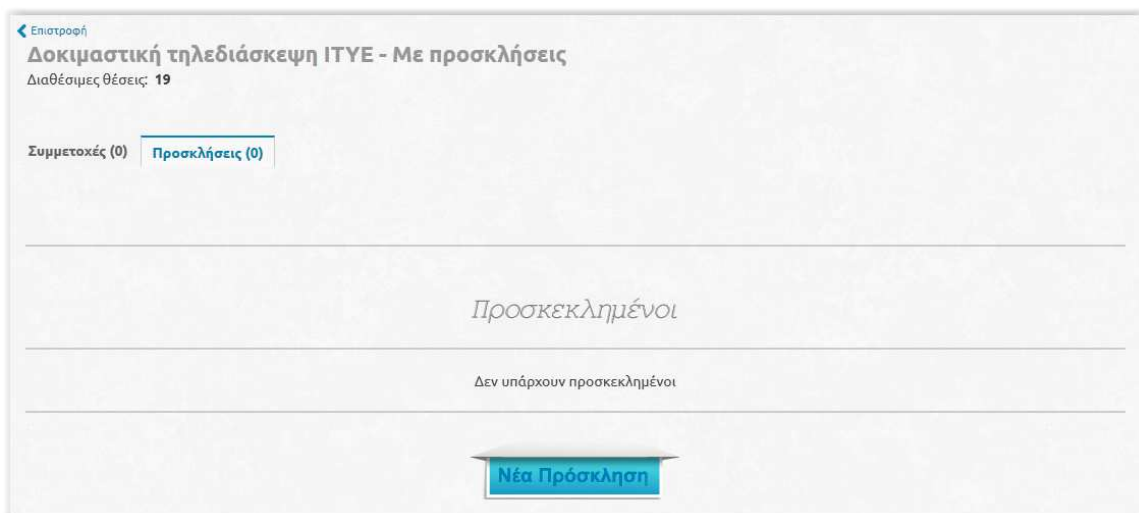 Επιστροφή
Δοκιμαστική τηλεδιάσκεψη ΙΤΥΕ - Με προσκλήσεις
Διαθέσιμες θέσεις: 19
Συμμετοχές (0) Προσκλήσεις (0)
Προσκεκλημένοι
Δεν υπάρχουν προσκεκλημένοι
Νέα Πρόσκληση